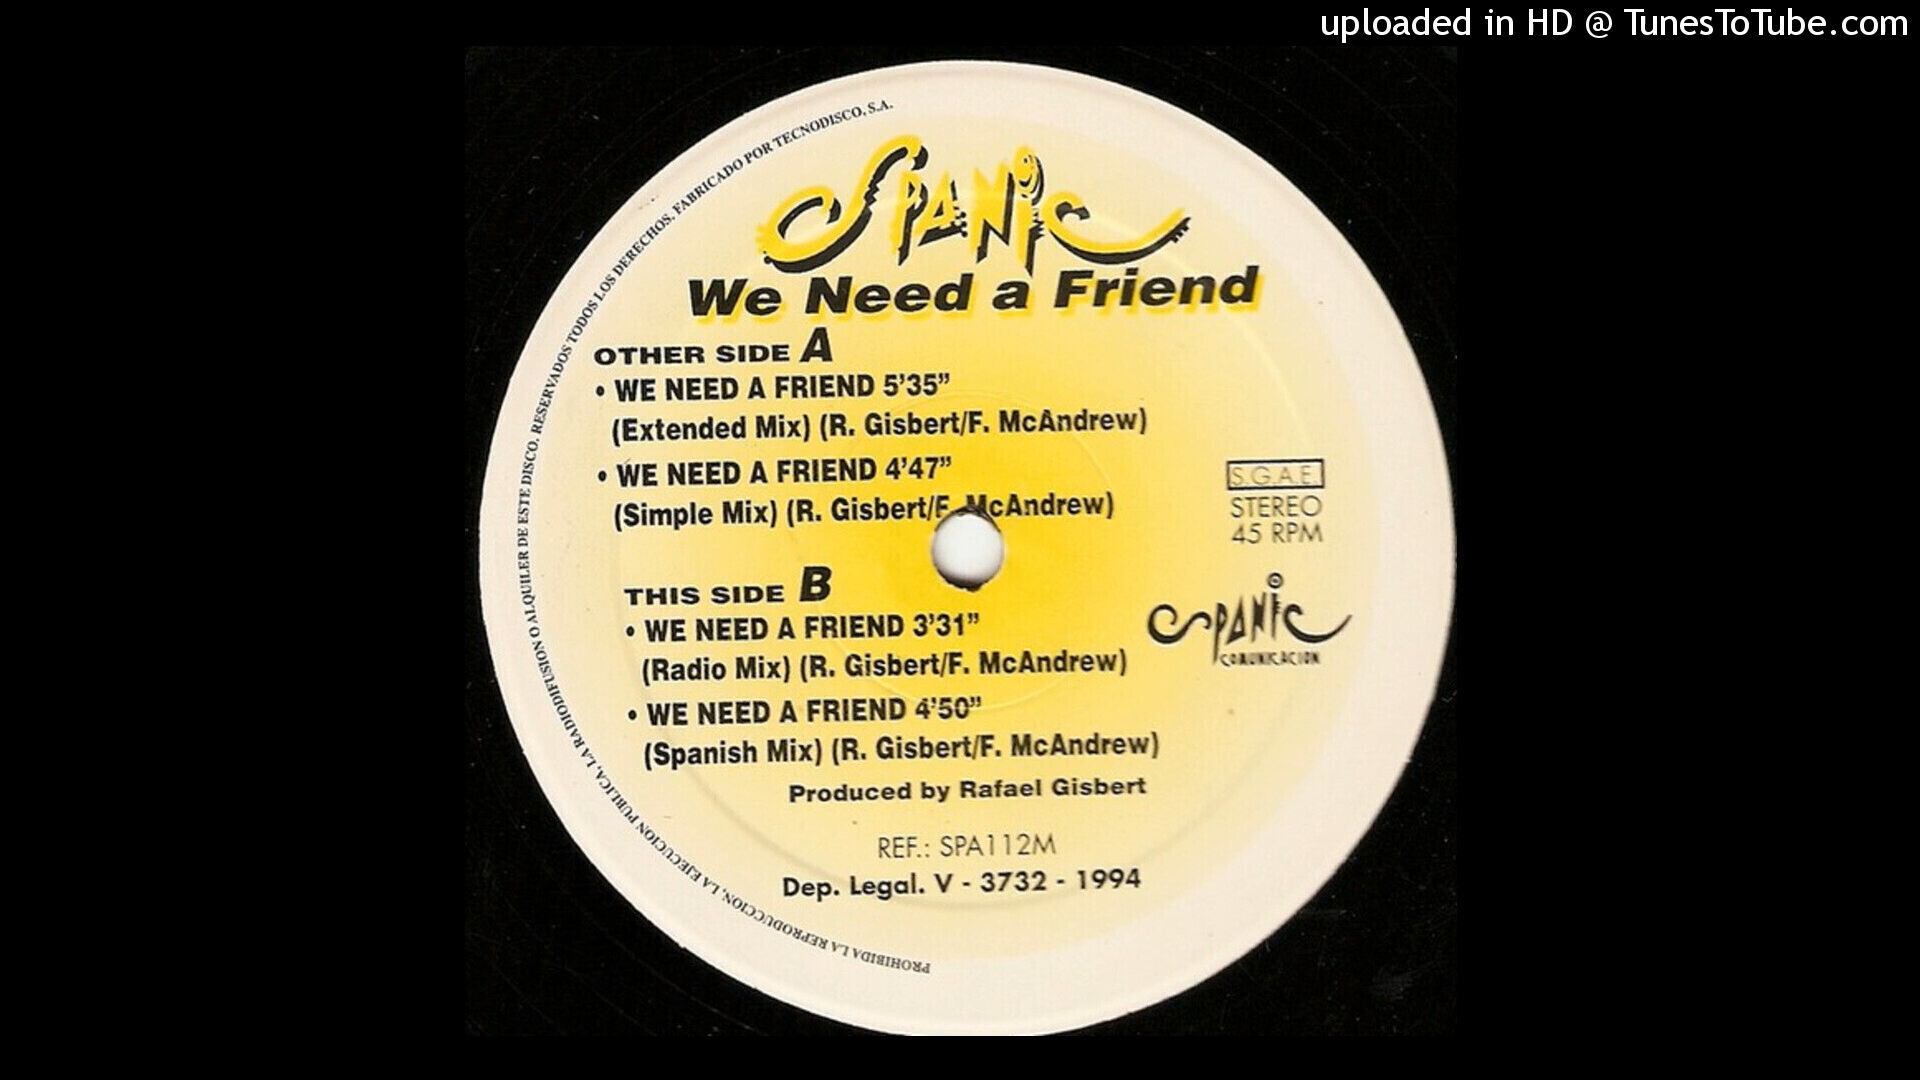 uploaded in HD @ TunesToTube.com
PROHIBIDA LA REPRODUCCION, LA EJECUCION PUBLICA, LA RADIODIFUSION O ALQUILER DE ESTE DISCO. RESERVADOS TODOS LOS DERECHOS. FABRICADO POR TECNODISCO, S.A.
SPANiC
We Need a Friend
OTHER SIDE A
• WE NEED A FRIEND 5'35”
(Extended Mix) (R. Gisbert/F. McAndrew)
• WE NEED A FRIEND 4'47”
(Simple Mix) (R. Gisbert/F. McAndrew)
S.G.A.E.
STEREO
45 RPM
THIS SIDE B
• WE NEED A FRIEND 3'31”
(Radio Mix) (R. Gisbert/F. McAndrew)
• WE NEED A FRIEND 4'50”
(Spanish Mix) (R. Gisbert/F. McAndrew)
SPANiC
COMUNICACION
Produced by Rafael Gisbert
REF.: SPA112M
Dep. Legal. V - 3732 - 1994